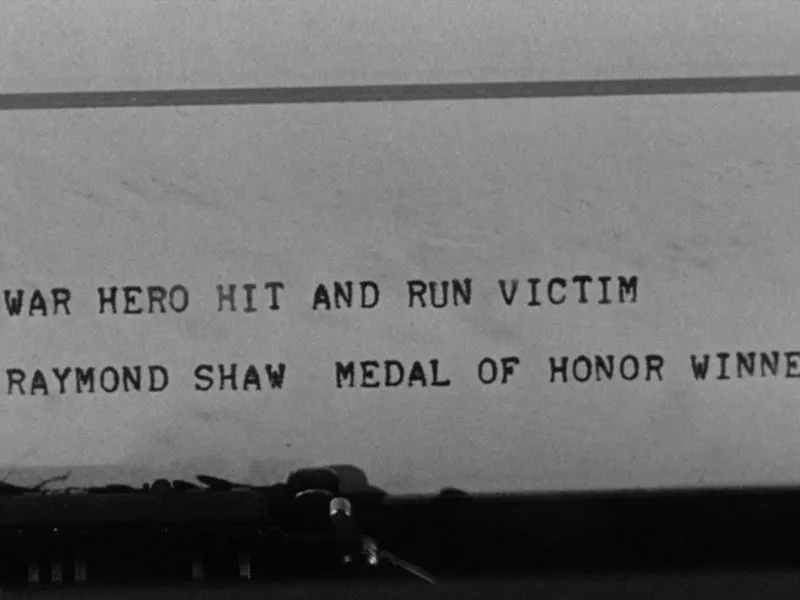 WAR HERO HIT AND RUN VICTIM
RAYMOND SHAW MEDAL OF HONOR WINNE